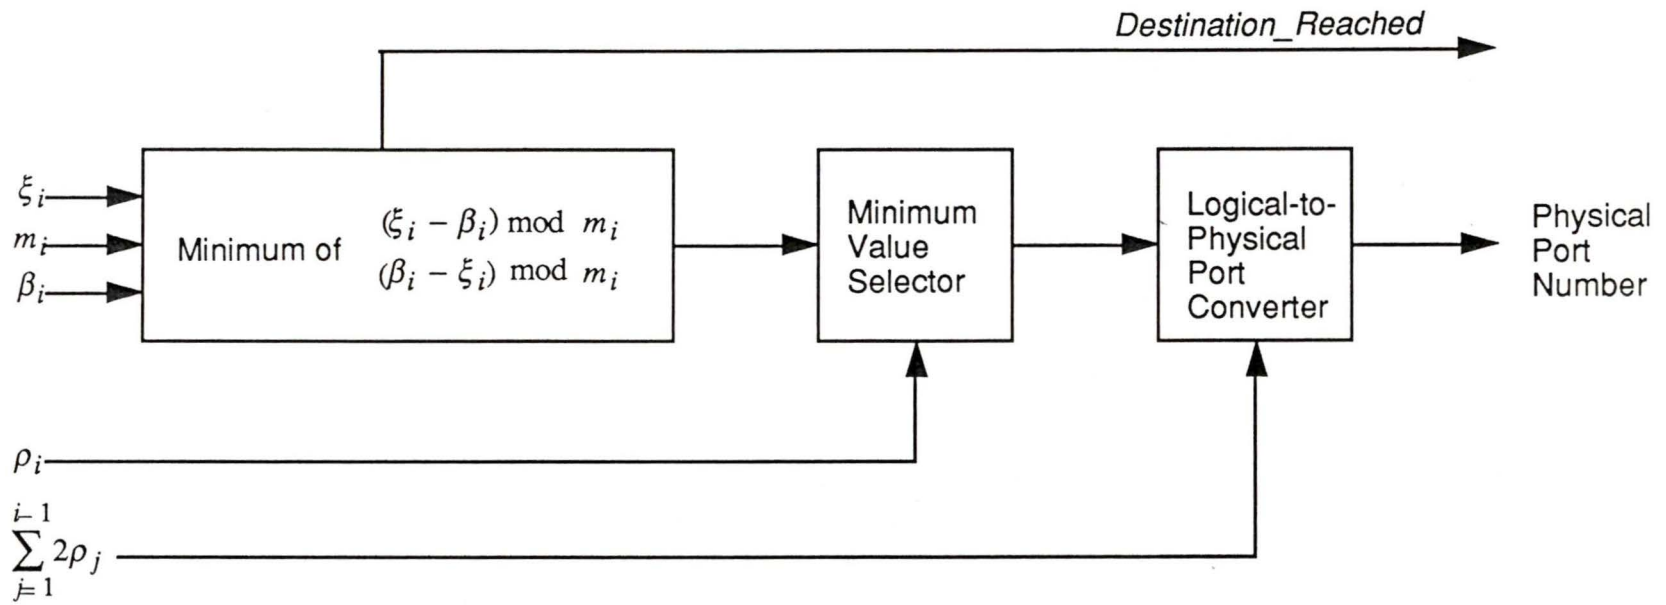 Destination_Reached
ξi
mi
βi
Minimum of
(ξi − βi) mod mi
(βi − ξi) mod mi
Minimum
Value
Selector
Logical-to-
Physical
Port
Converter
Physical
Port
Number
ρi
i−1
∑ 2ρj
j=1